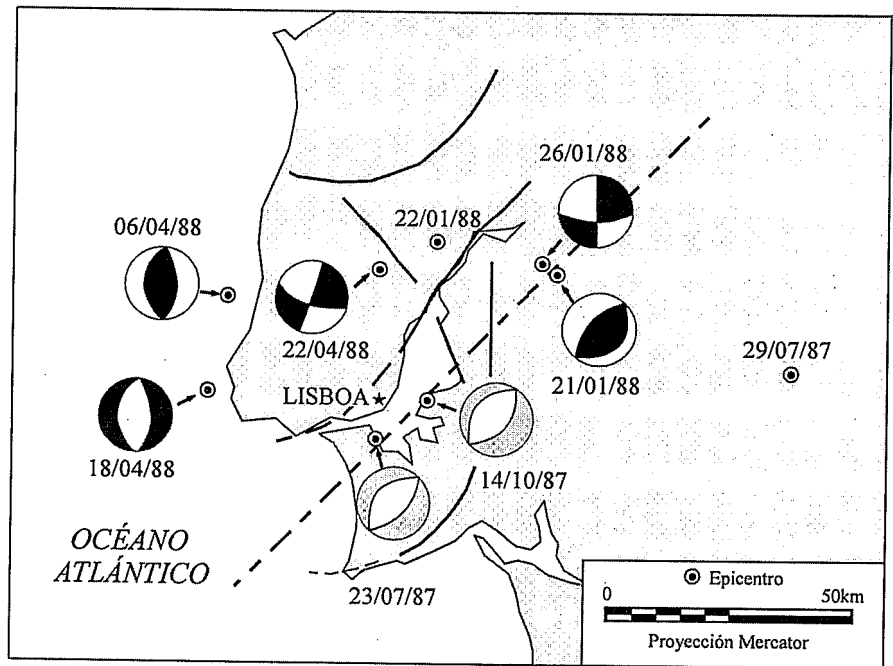 26/01/88
06/04/88
22/01/88
22/04/88
29/07/87
LISBOA
21/01/88
18/04/88
14/10/87
OCÉANO
ATLÁNTICO
23/07/87
Epicentro
0 50km
Proyección Mercator